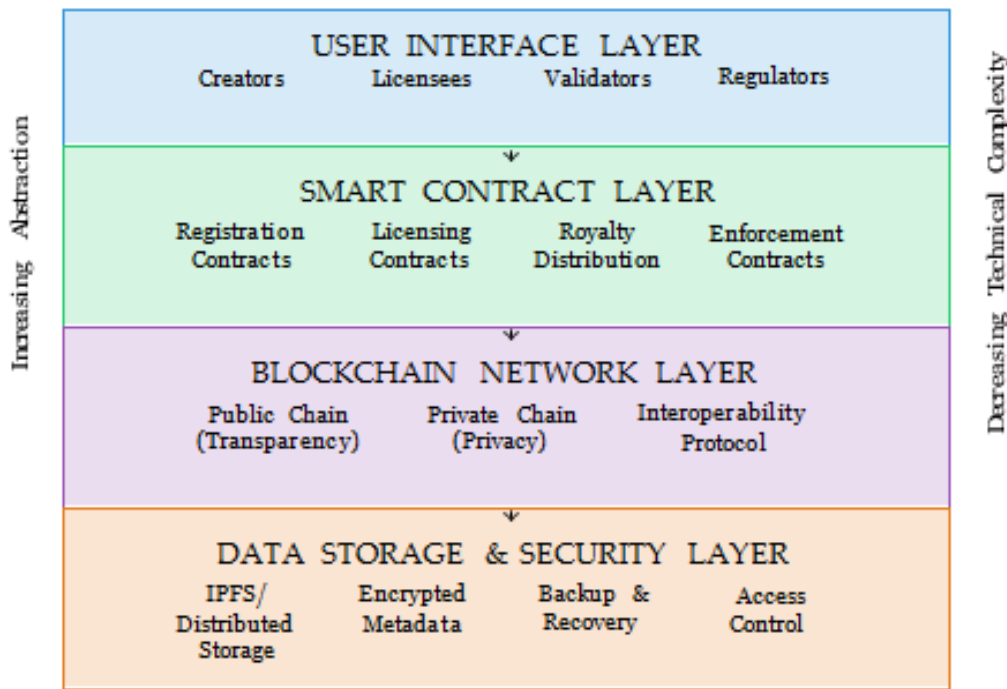 USER INTERFACE LAYER
Creators Licensees Validators Regulators
SMART CONTRACT LAYER
Registration Licensing Royalty Enforcement
Contracts Contracts Distribution Contracts
BLOCKCHAIN NETWORK LAYER
Public Chain Private Chain Interoperability
(Transparency) (Privacy) Protocol
DATA STORAGE & SECURITY LAYER
IPFS/ Encrypted Backup & Access
Distributed Metadata Recovery Control
Storage
Increasing Abstraction
Decreasing Technical Complexity